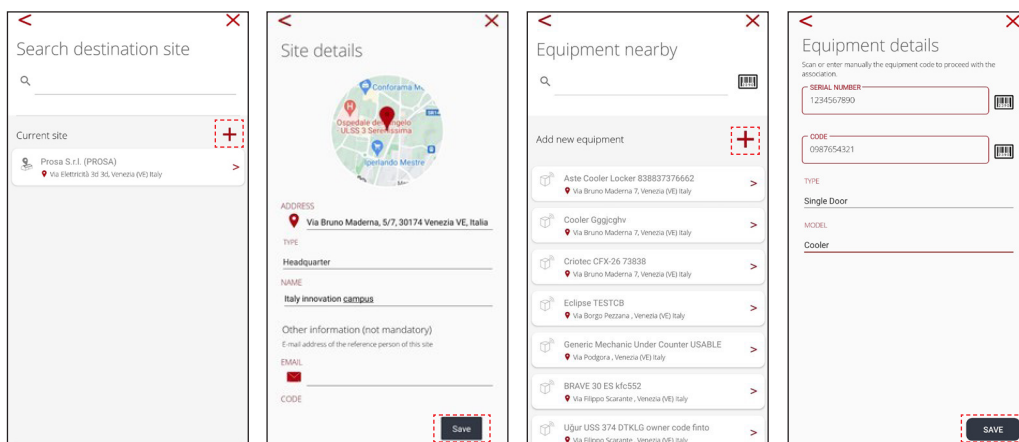 Search destination site
Current site
Prosa S.r.l. (PROSA)
Via Elettricità 3d 3d, Venezia (VE) Italy
Site details
Conforama
Ospedale dell'Angelo
ULSS 3 Serenissima
Iperlando Mestre
ADDRESS
Via Bruno Maderna, 5/7, 30174 Venezia VE, Italia
TYPE
Headquarter
NAME
Italy innovation campus
Other information (not mandatory)
E-mail address of the reference person of this site
EMAIL
CODE
Save
Equipment nearby
Add new equipment
Aste Cooler Locker 838837376662
Via Bruno Maderna 7, Venezia (VE) Italy
Cooler Gggjcghv
Via Bruno Maderna 7, Venezia (VE) Italy
Criotec CFX-26 73838
Via Bruno Maderna 7, Venezia (VE) Italy
Eclipse TESTCB
Via Borgo Pezzana , Venezia (VE) Italy
Generic Mechanic Under Counter USABLE
Via Podgora , Venezia (VE) Italy
BRAVE 30 ES kfc552
Via Filippo Scarante , Venezia (VE) Italy
Uğur USS 374 DTKLG owner code finto
Via Filippo Scarante , Venezia (VE) Italy
Equipment details
Scan or enter manually the equipment code to proceed with the
association.
SERIAL NUMBER
1234567890
CODE
0987654321
TYPE
Single Door
MODEL
Cooler
SAVE